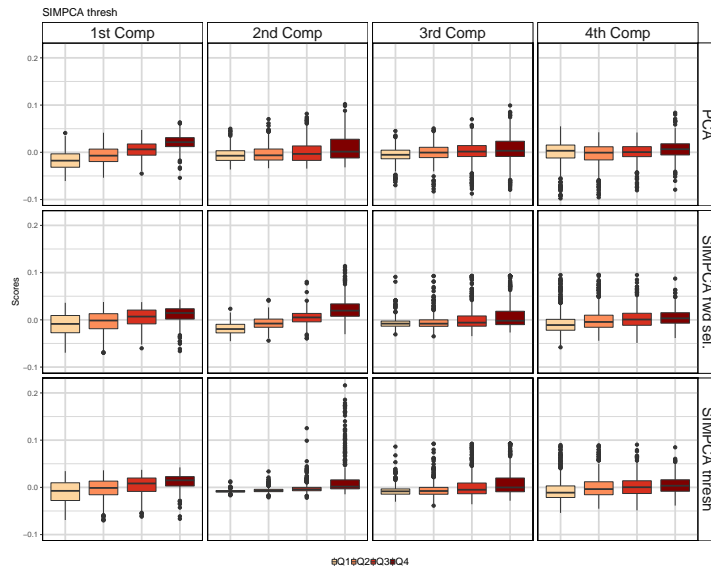 SIMPCA thresh
1st Comp 2nd Comp 3rd Comp 4th Comp
0.2
0.1
0.0
−0.1
PCA
0.2
0.1
0.0
−0.1
SIMPCA two sel.
0.2
0.1
0.0
−0.1
SIMPCA thresh
Scores
Q1 Q2 Q3 Q4